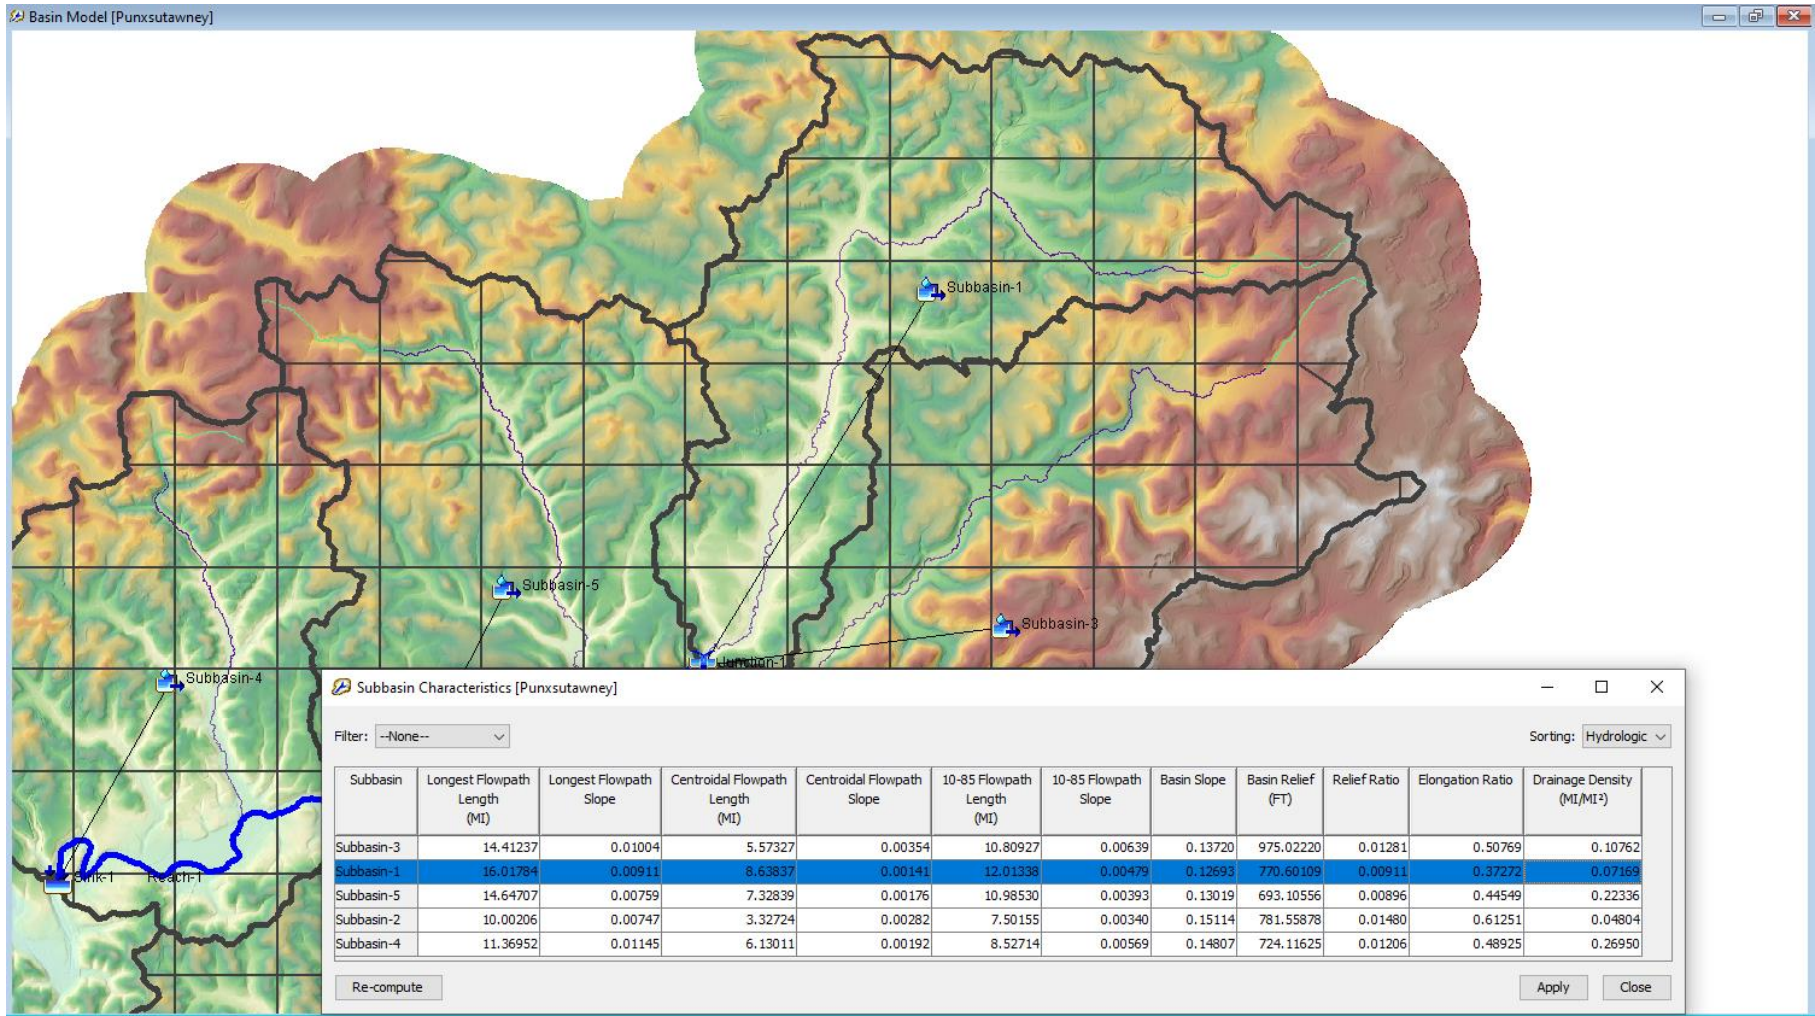 Basin Model [Punxsutawney]
Subbasin-1
Subbasin-5
Subbasin-3
Junction-1
Subbasin-4
Sink-1 Reach-1
Subbasin Characteristics [Punxsutawney]
Filter: --None-- Sorting: Hydrologic
Subbasin Longest Flowpath Longest Flowpath Centroidal Flowpath Centroidal Flowpath 10-85 Flowpath 10-85 Flowpath Basin Slope Basin Relief Relief Ratio Elongation Ratio Drainage Density
Length Slope Length Slope Length Slope (FT) (MI/MI²)
(MI) (MI) (MI)
Subbasin-3 14.41237 0.01004 5.57327 0.00354 10.80927 0.00639 0.13720 975.02220 0.01281 0.50769 0.10762
Subbasin-1 16.01784 0.00911 8.63837 0.00141 12.01338 0.00479 0.12693 770.60109 0.00911 0.37272 0.07169
Subbasin-5 14.64707 0.00759 7.32839 0.00176 10.98530 0.00393 0.13019 693.10556 0.00896 0.44549 0.22336
Subbasin-2 10.00206 0.00747 3.32724 0.00282 7.50155 0.00340 0.15114 781.55878 0.01480 0.61251 0.04804
Subbasin-4 11.36952 0.01145 6.13011 0.00192 8.52714 0.00569 0.14807 724.11625 0.01206 0.48925 0.26950
Re-compute Apply Close